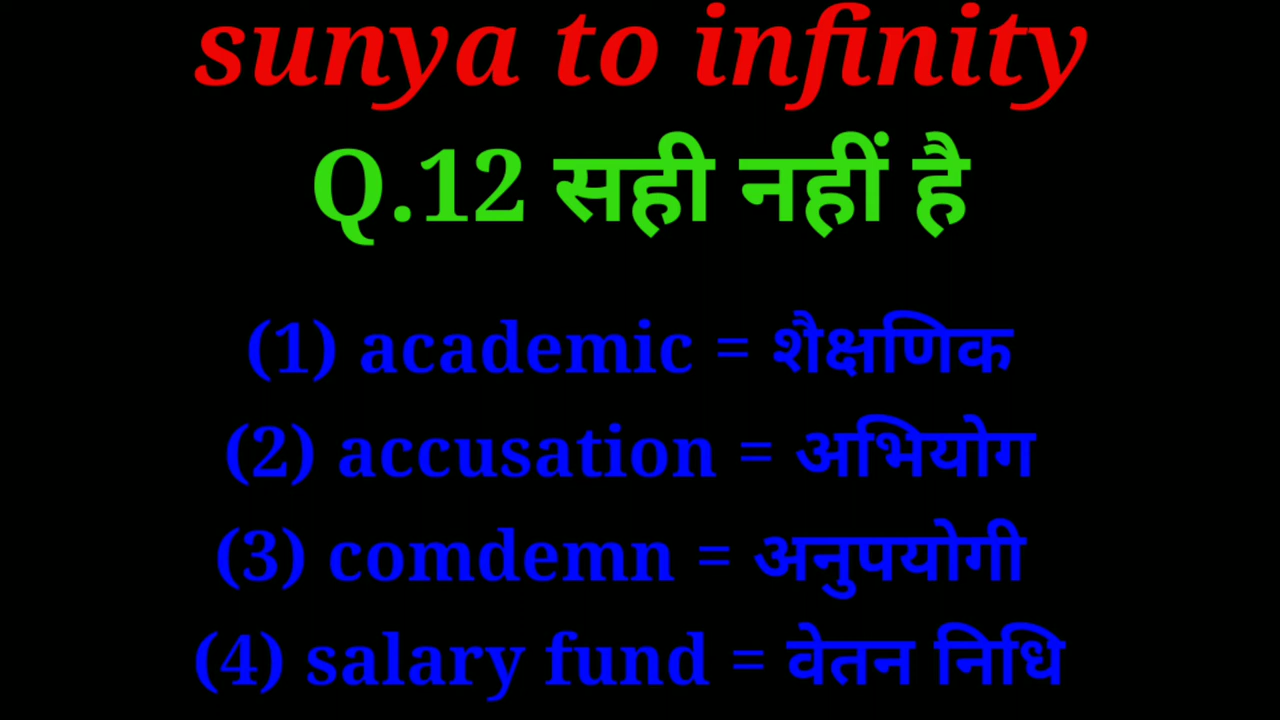 sunya to infinity
Q.12 सही नहीं है
(1) academic = शैक्षणिक
(2) accusation = अभियोग
(3) comdemn = अनुपयोगी
(4) salary fund = वेतन निधि